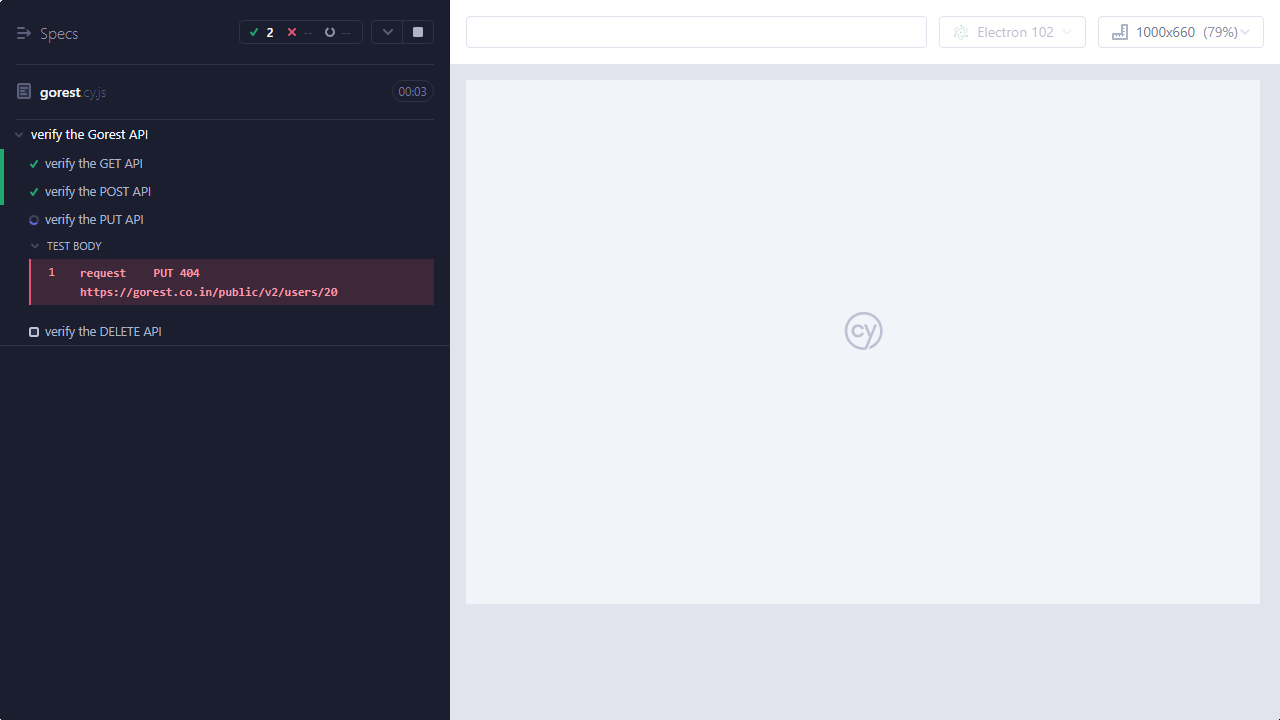 Specs
2 -- --
gorest cy.js
00:03
verify the Gorest API
verify the GET API
verify the POST API
verify the PUT API
TEST BODY
1 request PUT 404
https://gorest.co.in/public/v2/users/20
verify the DELETE API
Electron 102
1000x660 (79%)
cy